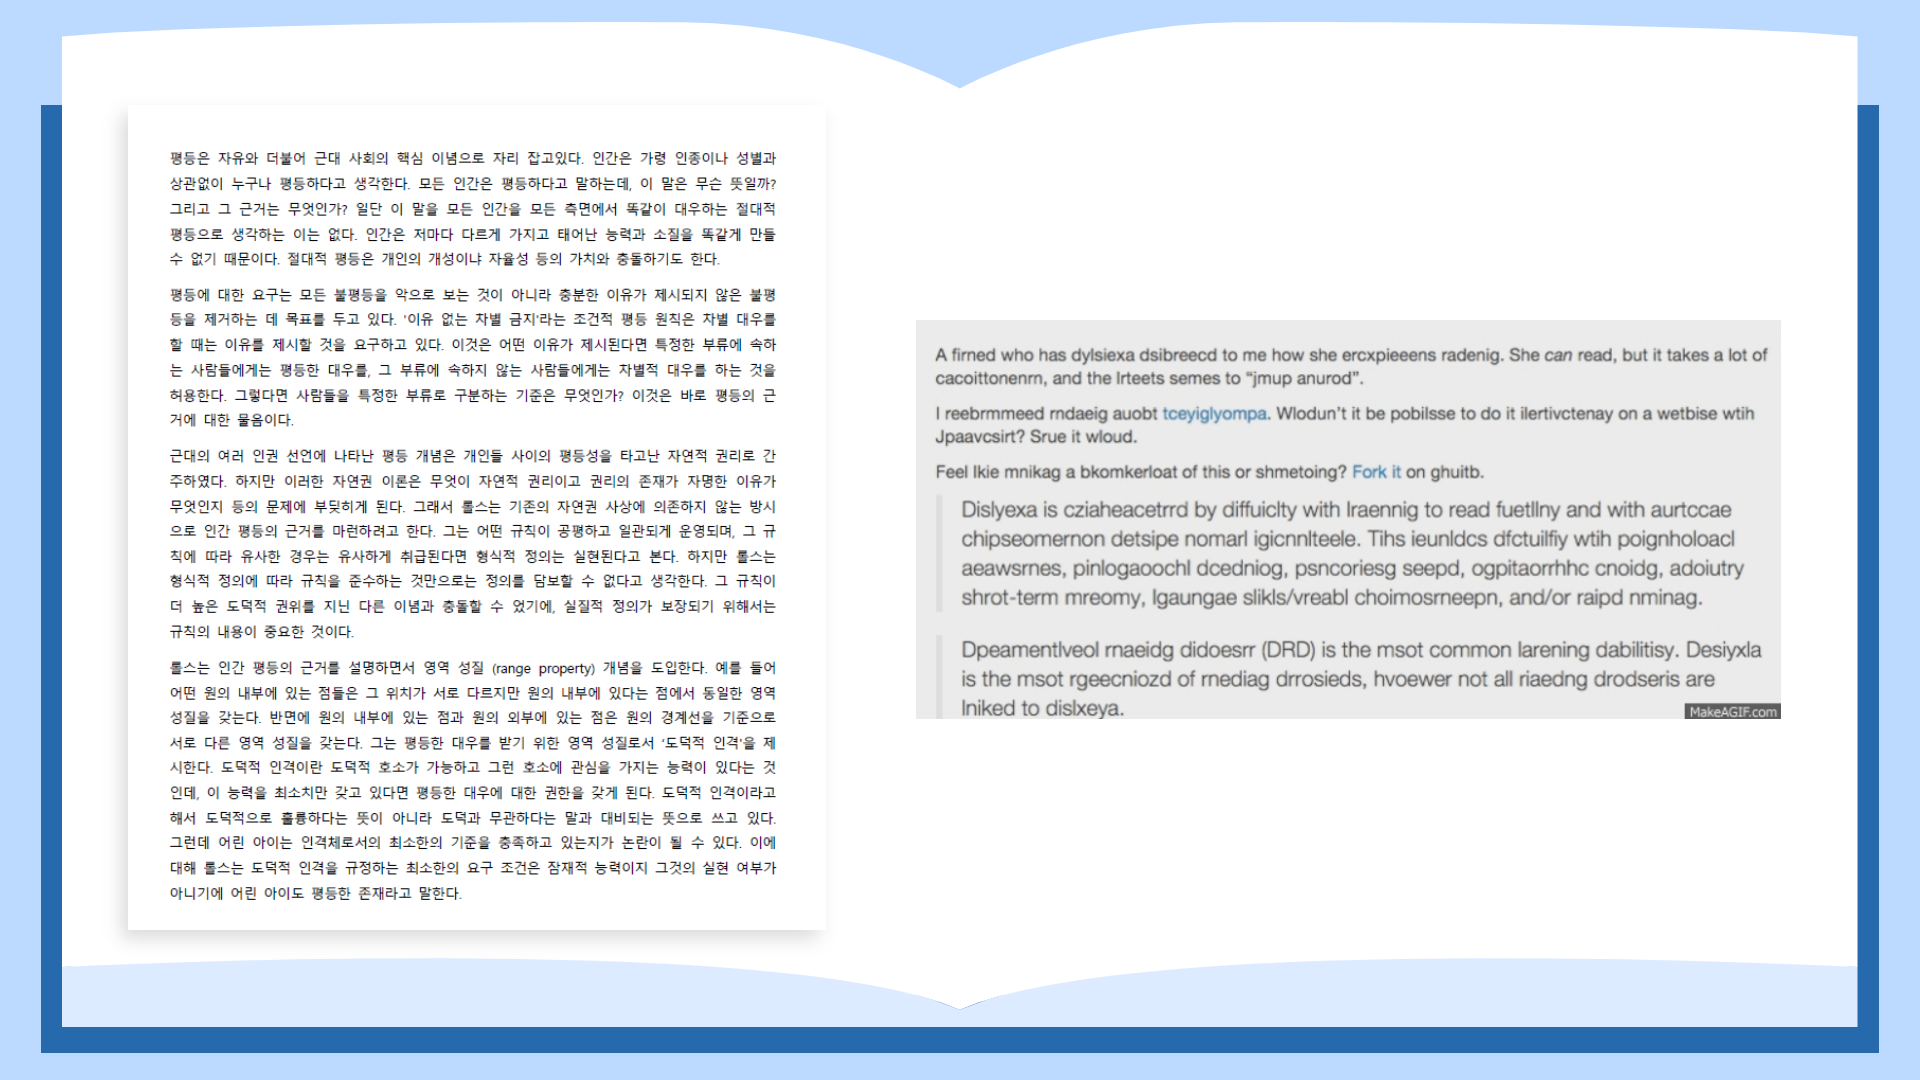 평등은 자유와 더불어 근대 사회의 핵심 이념으로 자리 잡고있다. 인간은 가령 인종이나 성별과
상관없이 누구나 평등하다고 생각한다. 모든 인간은 평등하다고 말하는데, 이 말은 무슨 뜻일까?
그리고 그 근거는 무엇인가? 일단 이 말을 모든 인간을 모든 측면에서 똑같이 대우하는 절대적
평등으로 생각하는 이는 없다. 인간은 저마다 다르게 가지고 태어난 능력과 소질을 똑같게 만들
수 없기 때문이다. 절대적 평등은 개인의 개성이냐 자율성 등의 가치와 충돌하기도 한다.
평등에 대한 요구는 모든 불평등을 악으로 보는 것이 아니라 충분한 이유가 제시되지 않은 불평
등을 제거하는 데 목표를 두고 있다. '이유 없는 차별 금지'라는 조건적 평등 원칙은 차별 대우를
할 때는 이유를 제시할 것을 요구하고 있다. 이것은 어떤 이유가 제시된다면 특정한 부류에 속하
는 사람들에게는 평등한 대우를, 그 부류에 속하지 않는 사람들에게는 차별적 대우를 하는 것을
허용한다. 그렇다면 사람들을 특정한 부류로 구분하는 기준은 무엇인가? 이것은 바로 평등의 근
거에 대한 물음이다.
근대의 여러 인권 선언에 나타난 평등 개념은 개인들 사이의 평등성을 타고난 자연적 권리로 간
주하였다. 하지만 이러한 자연권 이론은 무엇이 자연적 권리이고 권리의 존재가 자명한 이유가
무엇인지 등의 문제에 부딪히게 된다. 그래서 롤스는 기존의 자연권 사상에 의존하지 않는 방시
으로 인간 평등의 근거를 마련하려고 한다. 그는 어떤 규칙이 공평하고 일관되게 운영되며, 그 규
칙에 따라 유사한 경우는 유사하게 취급된다면 형식적 정의는 실현된다고 본다. 하지만 롤스는
형식적 정의에 따라 규칙을 준수하는 것만으로는 정의를 담보할 수 없다고 생각한다. 그 규칙이
더 높은 도덕적 권위를 지닌 다른 이념과 충돌할 수 었기에, 실질적 정의가 보장되기 위해서는
규칙의 내용이 중요한 것이다.
롤스는 인간 평등의 근거를 설명하면서 영역 성질 (range property) 개념을 도입한다. 예를 들어
어떤 원의 내부에 있는 점들은 그 위치가 서로 다르지만 원의 내부에 있다는 점에서 동일한 영역
성질을 갖는다. 반면에 원의 내부에 있는 점과 원의 외부에 있는 점은 원의 경계선을 기준으로
서로 다른 영역 성질을 갖는다. 그는 평등한 대우를 받기 위한 영역 성질로서 '도덕적 인격'을 제
시한다. 도덕적 인격이란 도덕적 호소가 가능하고 그런 호소에 관심을 가지는 능력이 있다는 것
인데, 이 능력을 최소치만 갖고 있다면 평등한 대우에 대한 권한을 갖게 된다. 도덕적 인격이라고
해서 도덕적으로 훌륭하다는 뜻이 아니라 도덕과 무관하다는 말과 대비되는 뜻으로 쓰고 있다.
그런데 어린 아이는 인격체로서의 최소한의 기준을 충족하고 있는지가 논란이 될 수 있다. 이에
대해 롤스는 도덕적 인격을 규정하는 최소한의 요구 조건은 잠재적 능력이지 그것의 실현 여부가
아니기에 어린 아이도 평등한 존재라고 말한다.
A firned who has dylsiexa dsibreecd to me how she ercxpieeens radenig. She can read, but it takes a lot of
cacoittonenrn, and the lrteets semes to “jmup anurod”.
I reebrmmeed rndaeig auobt tceyiglyompa. Wlodun’t it be pobilsse to do it ilertivctenay on a wetbise wtih
Jpaavcsirt? Srue it wloud.
Feel lkie mnikag a bkomkerloat of this or shmetoing? Fork it on ghuitb.
Dislyexa is cziaheacetrrd by diffuiclty with lraennig to read fuetllny and with aurtccae
chipseomernon detsipe nomarl igicnnlteele. Tihs ieunldcs dfctuilfiy wtih poignholoacl
aeawsrnes, pinlogaoochl dcedniog, psncoriesg seepd, ogpitaorrhhc cnoidg, adoiutry
shrot-term mreomy, lgaungae slikls/vreabl choimosrneepn, and/or raipd nminag.
Dpeamentlveol rnaeidg didoesrr (DRD) is the msot common larening dabilitisy. Desiyxla
is the msot rgeecniozd of rnediag drrosieds, hvoewer not all riaedng drodseris are
lniked to dislxeya.
MakeAGIF.com